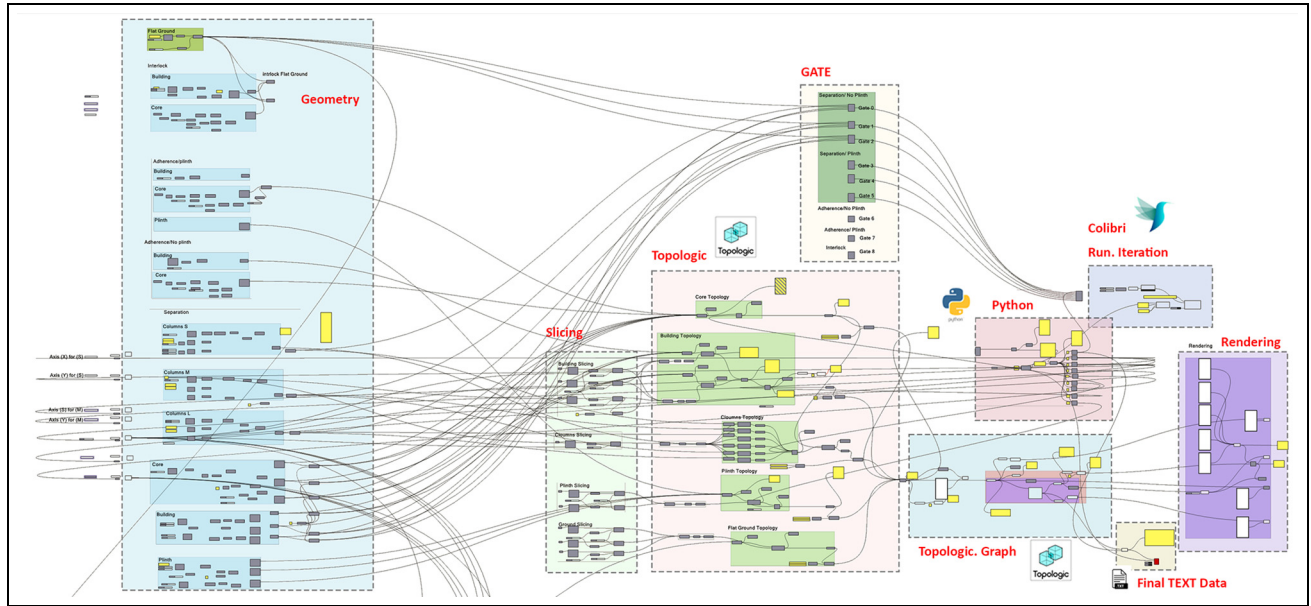 Flat Ground
Interlock
Building
intrlock Flat Ground
Core
Geometry
Adherence/plinth
Building
Core
Plinth
Adherence/No plinth
Building
Core
Separation
Columns S
Axis (X) for (S)
Axis (Y) for (S)
Columns M
Axis (S) for (M)
Axis (Y) for (M)
Columns L
Core
Building
Plinth
Slicing
Building Slicing
Cloumns Slicing
Plinth Slicing
Ground Slicing
Topologic
Topologic
Core Topology
Building Topology
Cloumns Topology
Plinth Topology
Flat Ground Topology
GATE
Separation/ No Plinth
Gate 0
Gate 1
Gate 2
Separation/ Plinth
Gate 3
Gate 4
Gate 5
Adherence/No Plinth
Gate 6
Adherence/ Plinth
Gate 7
Interlock
Gate 8
python
Python
Colibri
Run. Iteration
Rendering
Rendering
Topologic. Graph
Topologic
TXT
Final TEXT Data